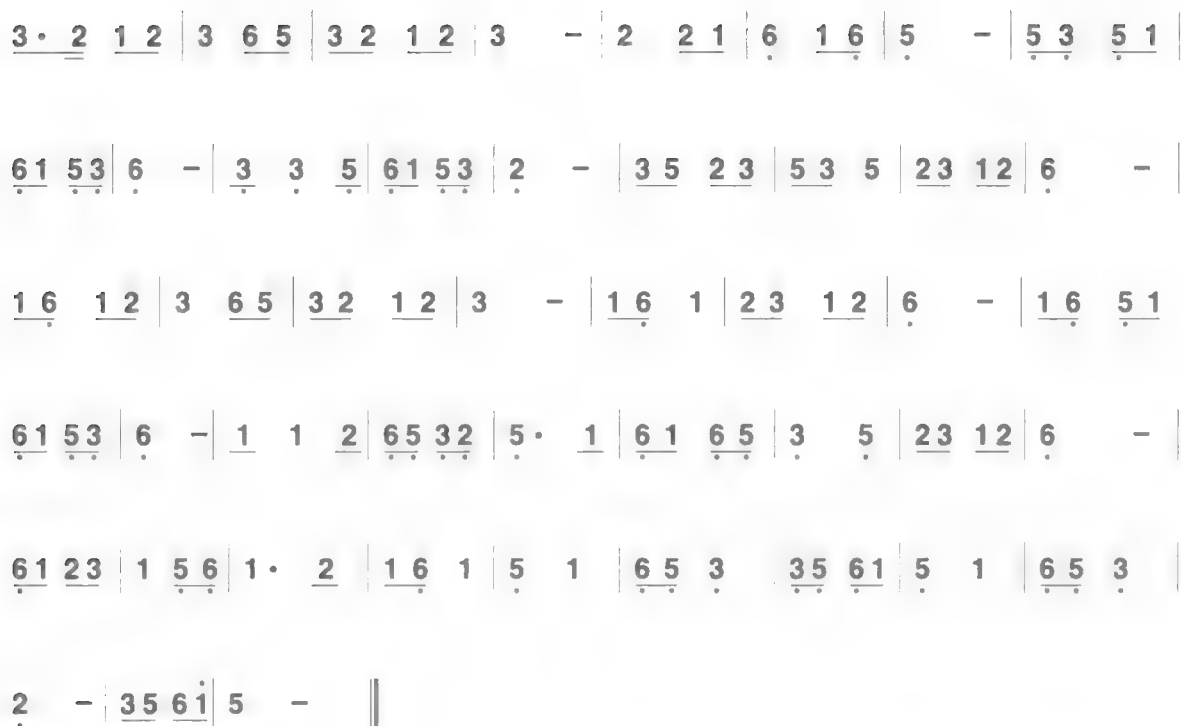 3· 2 1 2 | 3 6 5 | 3 2 1 2 | 3 - | 2 2 1 | 6̣ 1 6̣ | 5̣ - | 5̣ 3̣ 5̣ 1 |
6̣ 1 5̣ 3̣ | 6̣ - | 3̣ 3̣ 5̣ | 6̣ 1 5̣ 3̣ | 2̣ - | 3 5 2 3 | 5 3 5 | 2 3 1 2 | 6̣ - |
1 6̣ 1 2 | 3 6 5 | 3 2 1 2 | 3 - | 1 6̣ 1 | 2 3 1 2 | 6̣ - | 1 6̣ 5̣ 1
6̣ 1 5̣ 3̣ | 6̣ - | 1 1 2 | 6̣ 5̣ 3̣ 2̣ | 5̣· 1 | 6̣ 1 6̣ 5̣ | 3̣ 5̣ | 2 3 1 2 | 6̣ - |
6̣ 1 2 3 | 1 5̣ 6̣ | 1· 2 | 1 6̣ 1 | 5̣ 1 | 6̣ 5̣ 3̣ 3̣ 5̣ 6̣ 1 | 5̣ 1 | 6̣ 5̣ 3̣ |
2̣ - | 3 5 6 1̇ | 5 - ‖